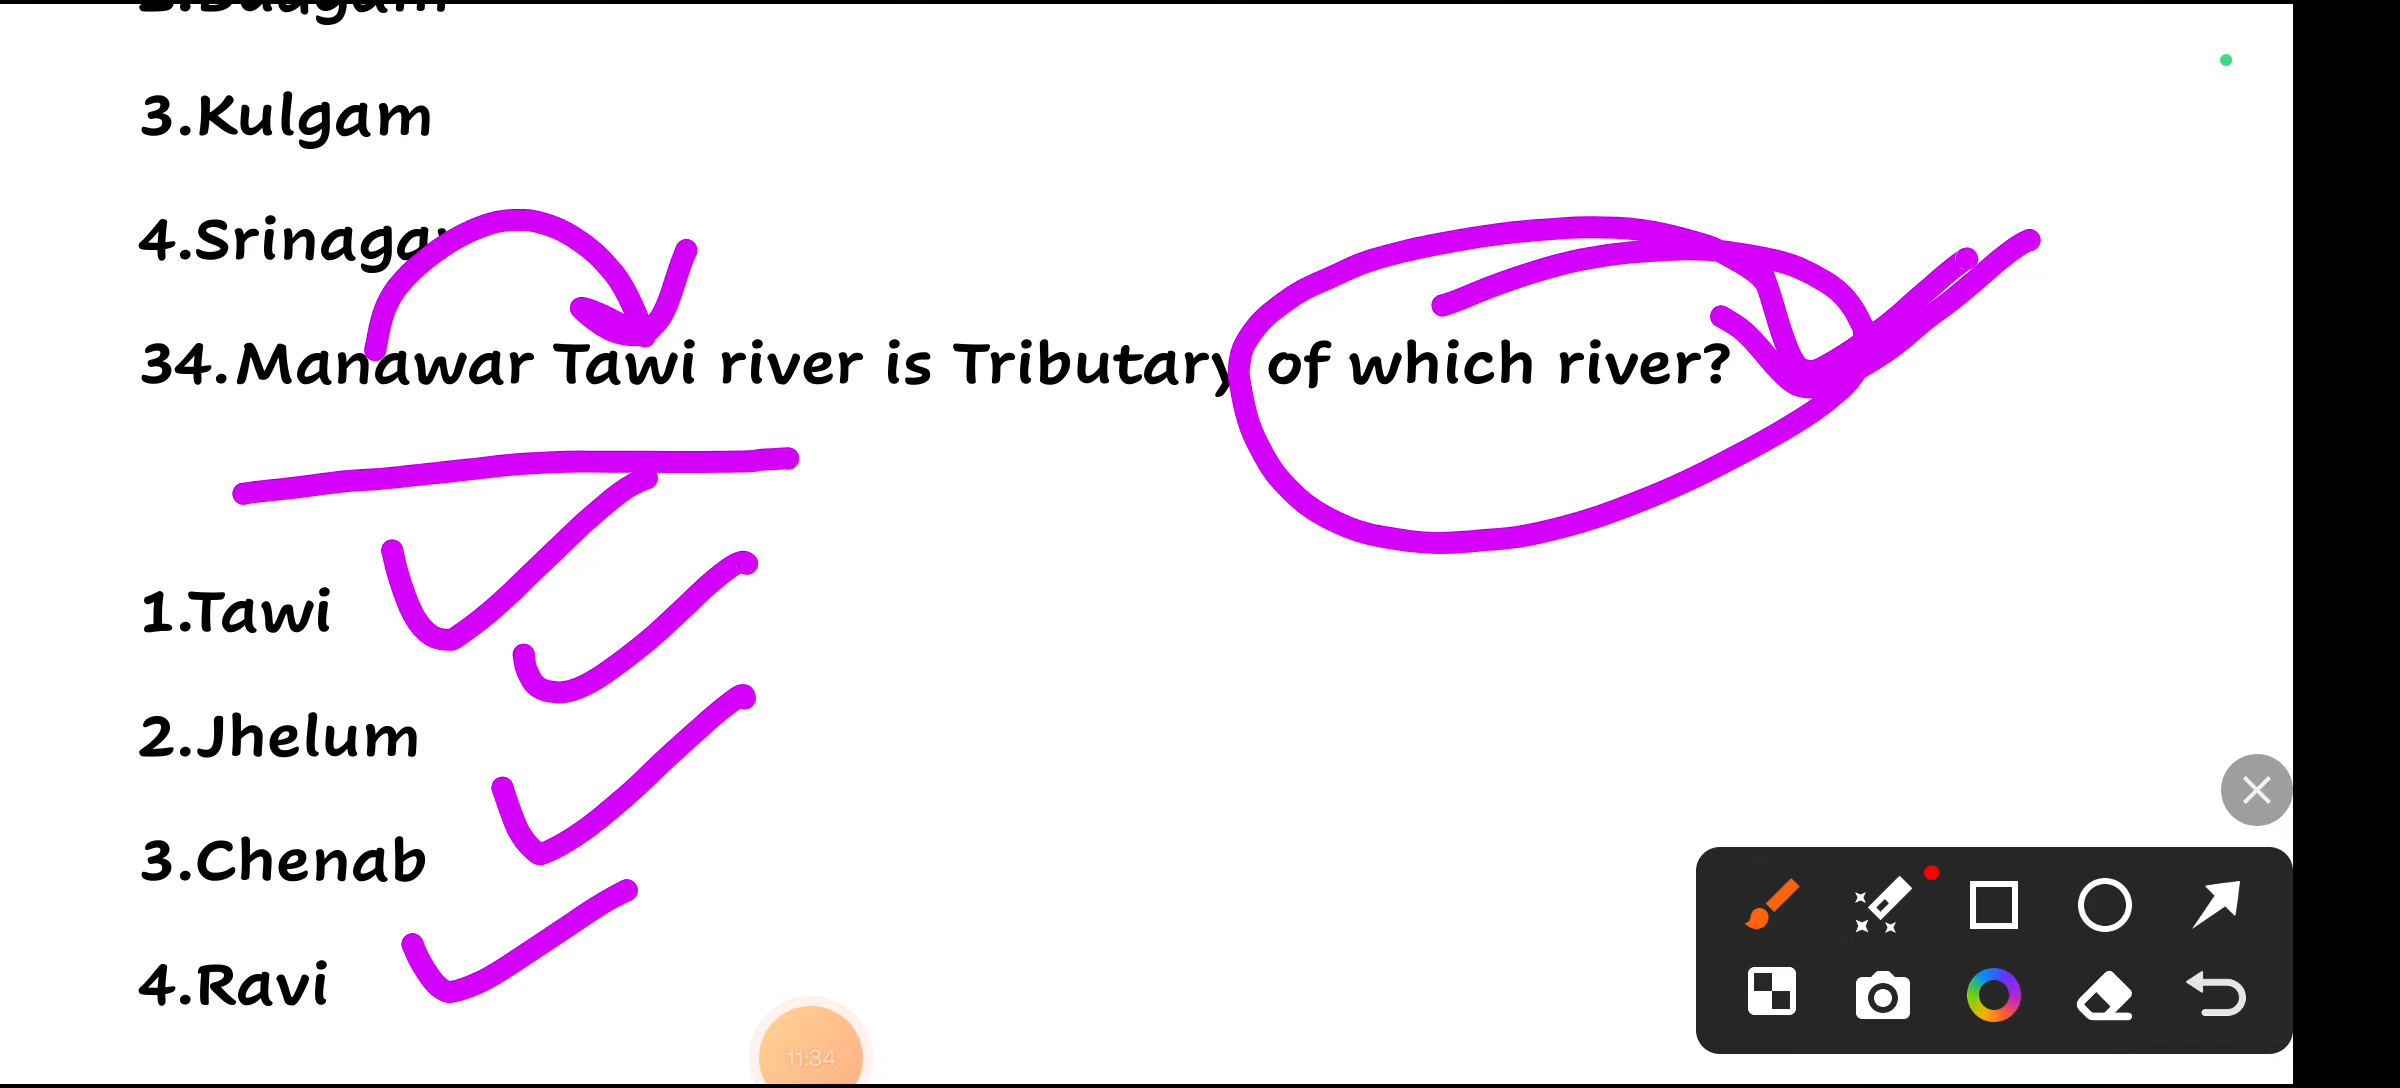 3.Kulgam
4.Srinagar
34.Manawar Tawi river is Tributary of which river?
1.Tawi
2.Jhelum
3.Chenab
4.Ravi
11:34